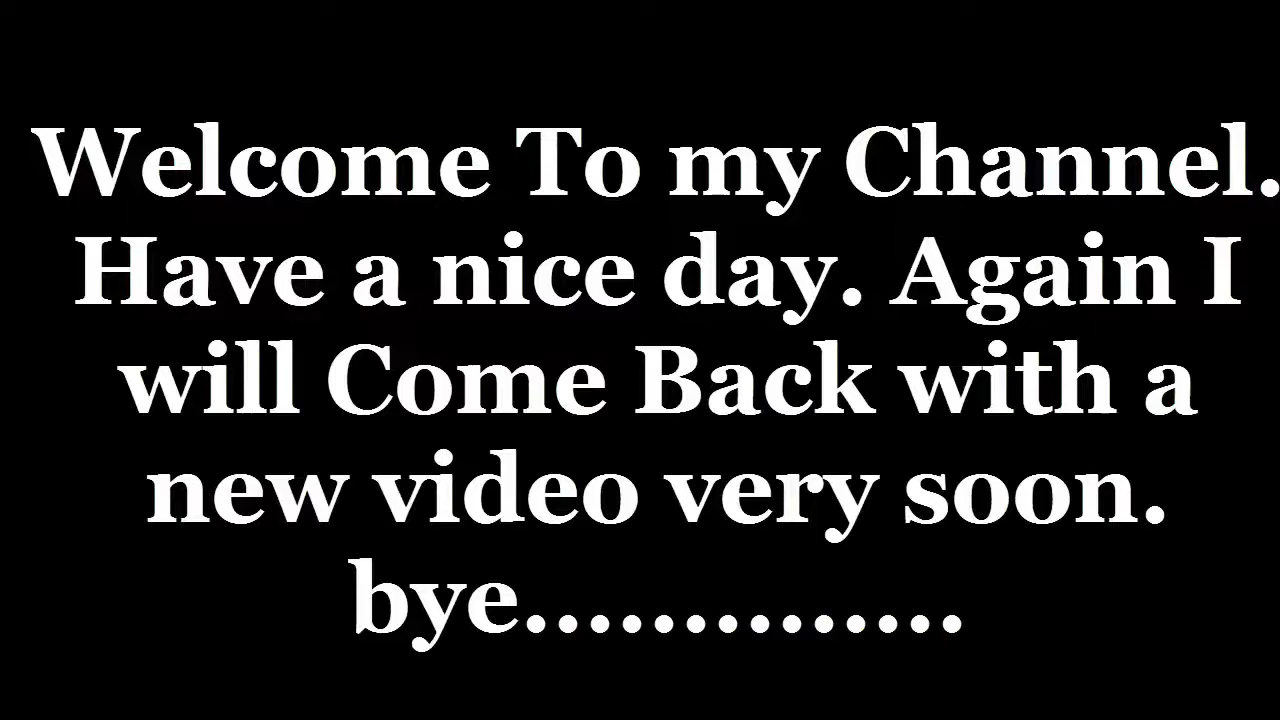 Welcome To my Channel.
Have a nice day. Again I
will Come Back with a
new video very soon.
bye..............